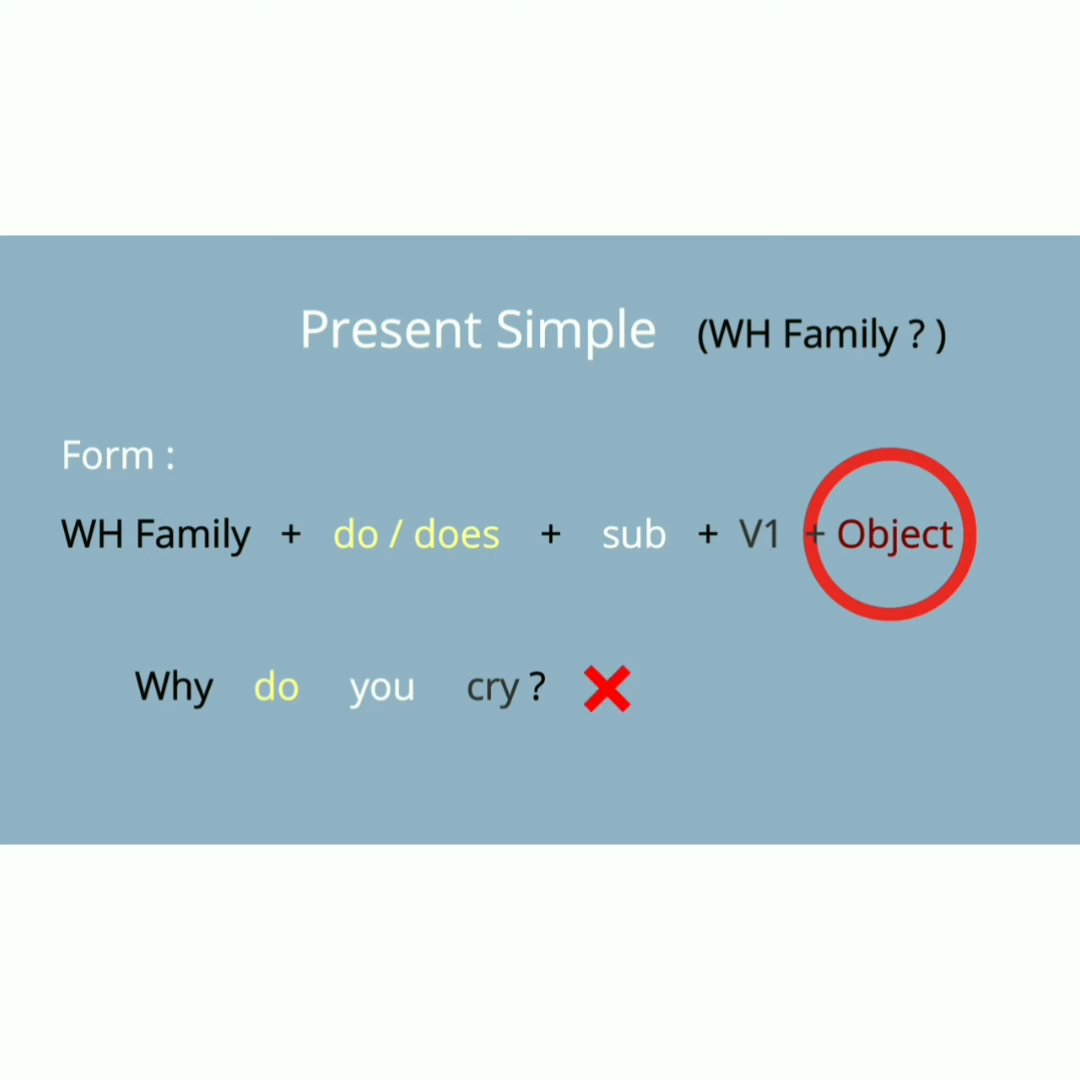 Present Simple (WH Family ? )
Form :
WH Family + do / does + sub + V1 + Object
Why do you cry ?